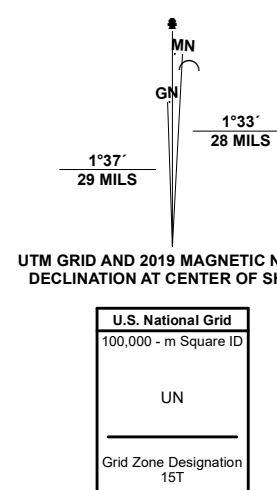 MN
GN
1°33´
28 MILS
1°37´
29 MILS
UTM GRID AND 2019 MAGNETIC N
DECLINATION AT CENTER OF SH
U.S. National Grid
100,000 - m Square ID
UN
Grid Zone Designation
15T